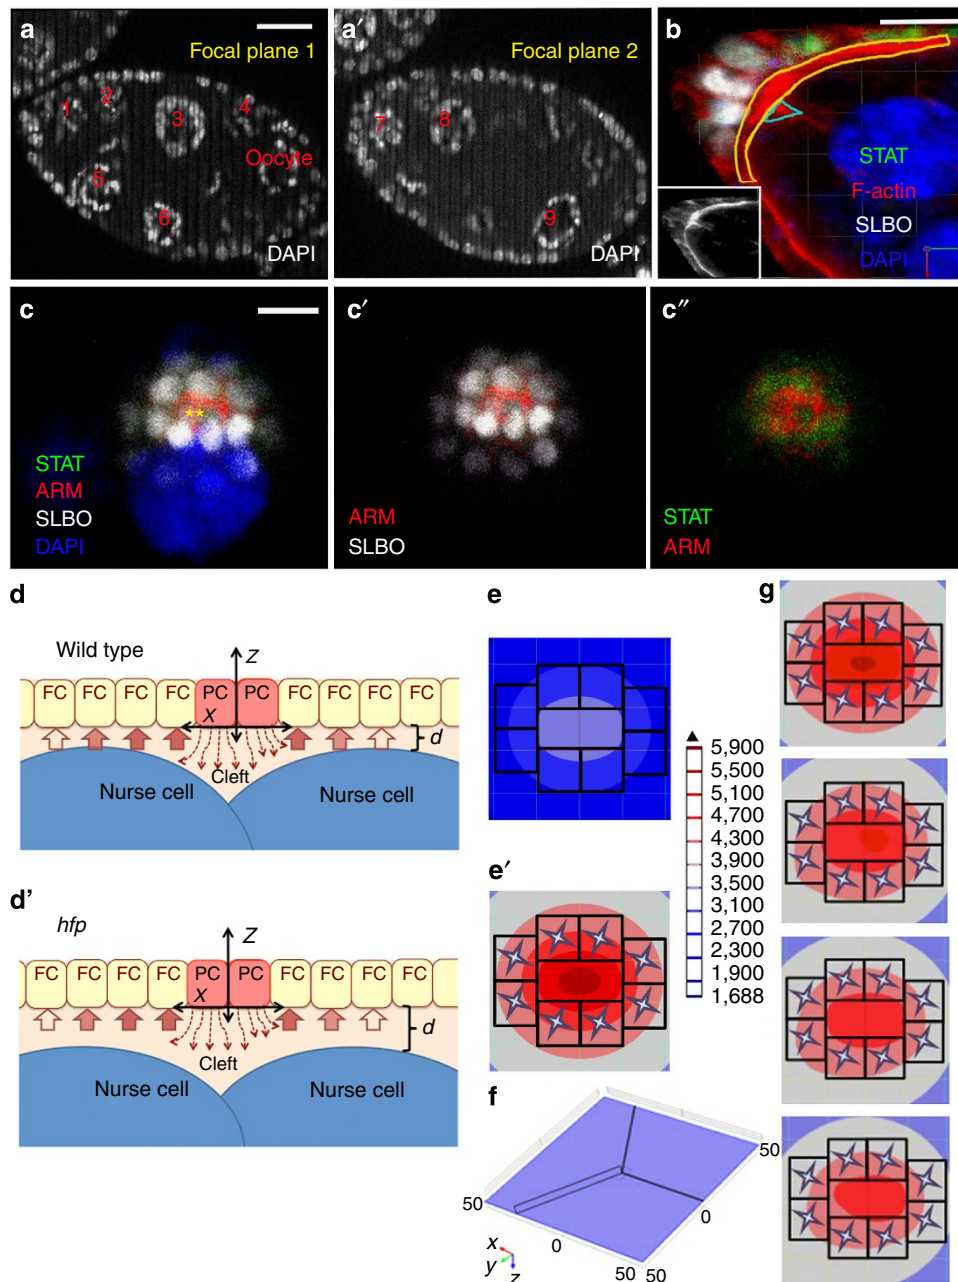 a
Focal plane 1
1
2
3
4
Oocyte
5
6
DAPI
a′
Focal plane 2
7
8
9
DAPI
b
STAT
F-actin
SLBO
DAPI
c
**
STAT
ARM
SLBO
DAPI
c′
ARM
SLBO
c″
STAT
ARM
d
Wild type
Z
FC FC FC FC PC PC FC FC FC FC
X
d
Cleft
Nurse cell Nurse cell
d'
hfp
Z
FC FC FC FC PC PC FC FC FC FC
X
d
Cleft
Nurse cell Nurse cell
e
5,900
5,500
5,100
4,700
4,300
3,900
3,500
3,100
2,700
2,300
1,900
1,688
e′
f
50
50
0
0
50 50
x
y
z
g